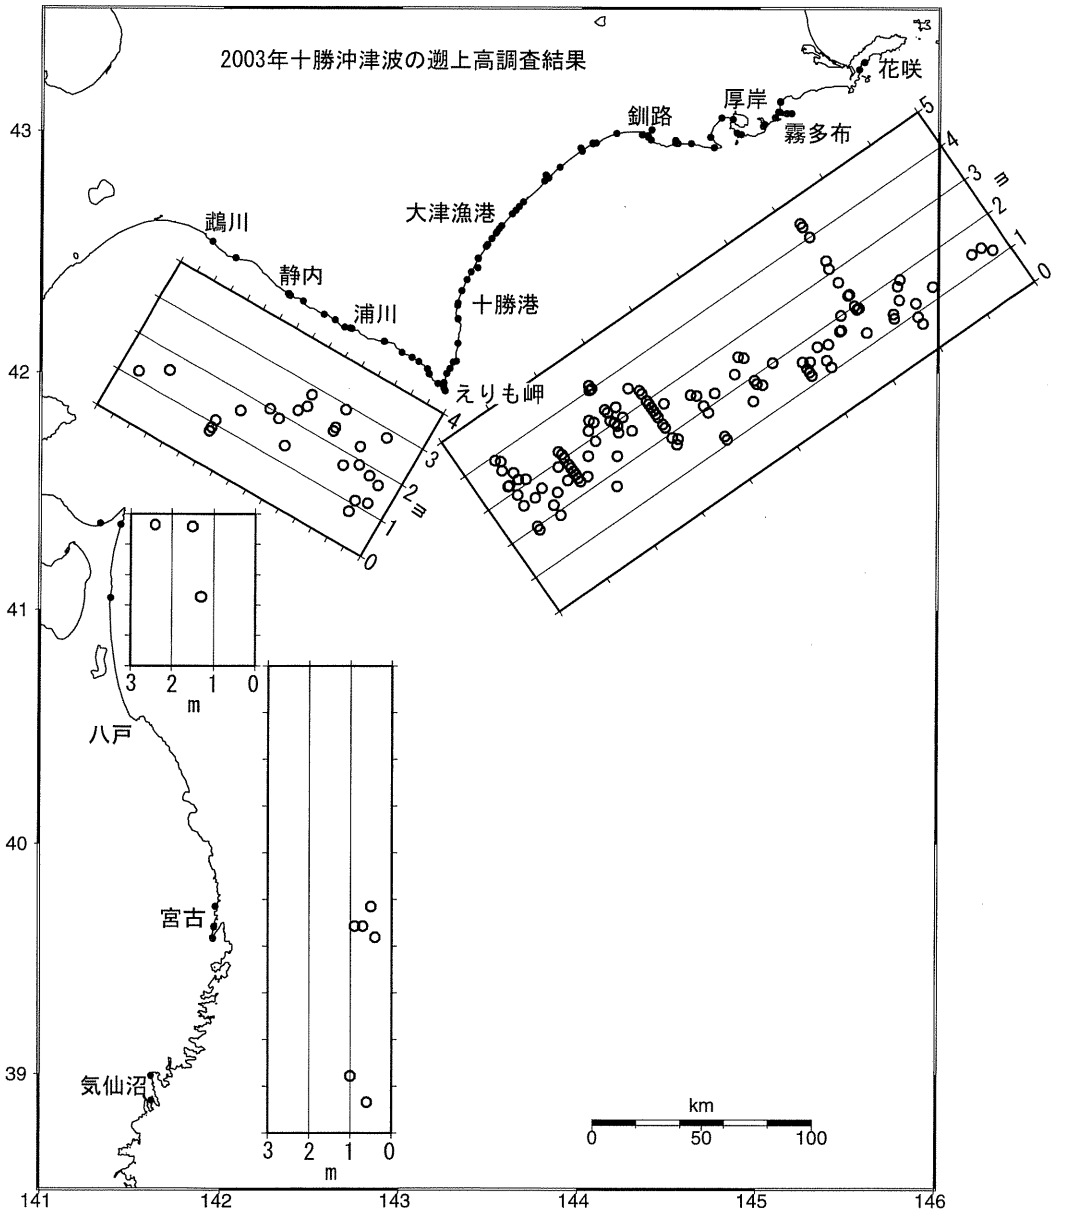 2003年十勝沖津波の遡上高調査結果
花咲
厚岸
釧路
霧多布
43
大津漁港
鵡川
静内
浦川
十勝港
えりも岬
5
4
3
m
2
1
0
42
4
3
2
m
1
0
41
3 2 1 0
m
八戸
40
宮古
39
気仙沼
3 2 1 0
m
km
0 50 100
141 142 143 144 145 146